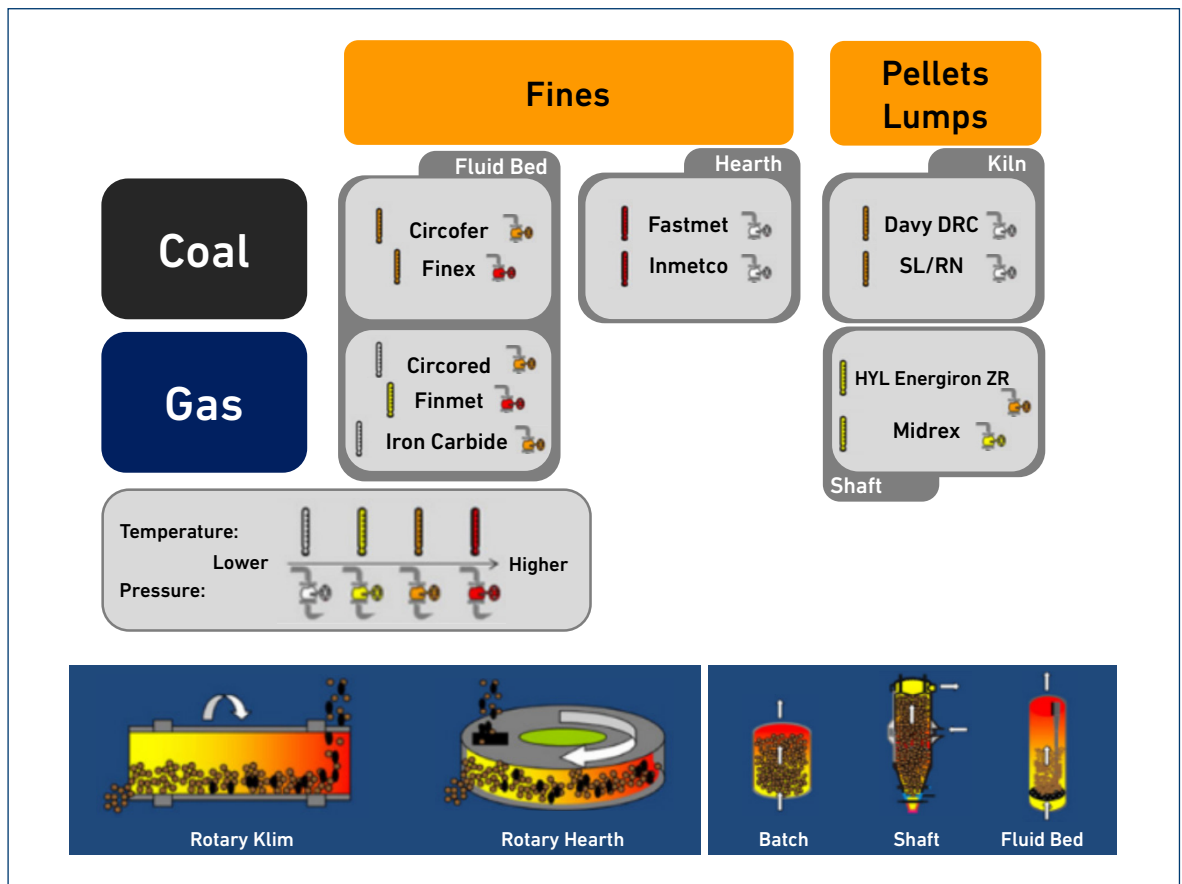 Fines
Pellets
Lumps
Fluid Bed
Hearth
Kiln
Coal
Circofer
Finex
Fastmet
Inmetco
Davy DRC
SL/RN
Gas
Circored
Finmet
Iron Carbide
HYL Energiron ZR
Midrex
Shaft
Temperature:
Lower
Higher
Pressure:
Rotary Klim
Rotary Hearth
Batch
Shaft
Fluid Bed